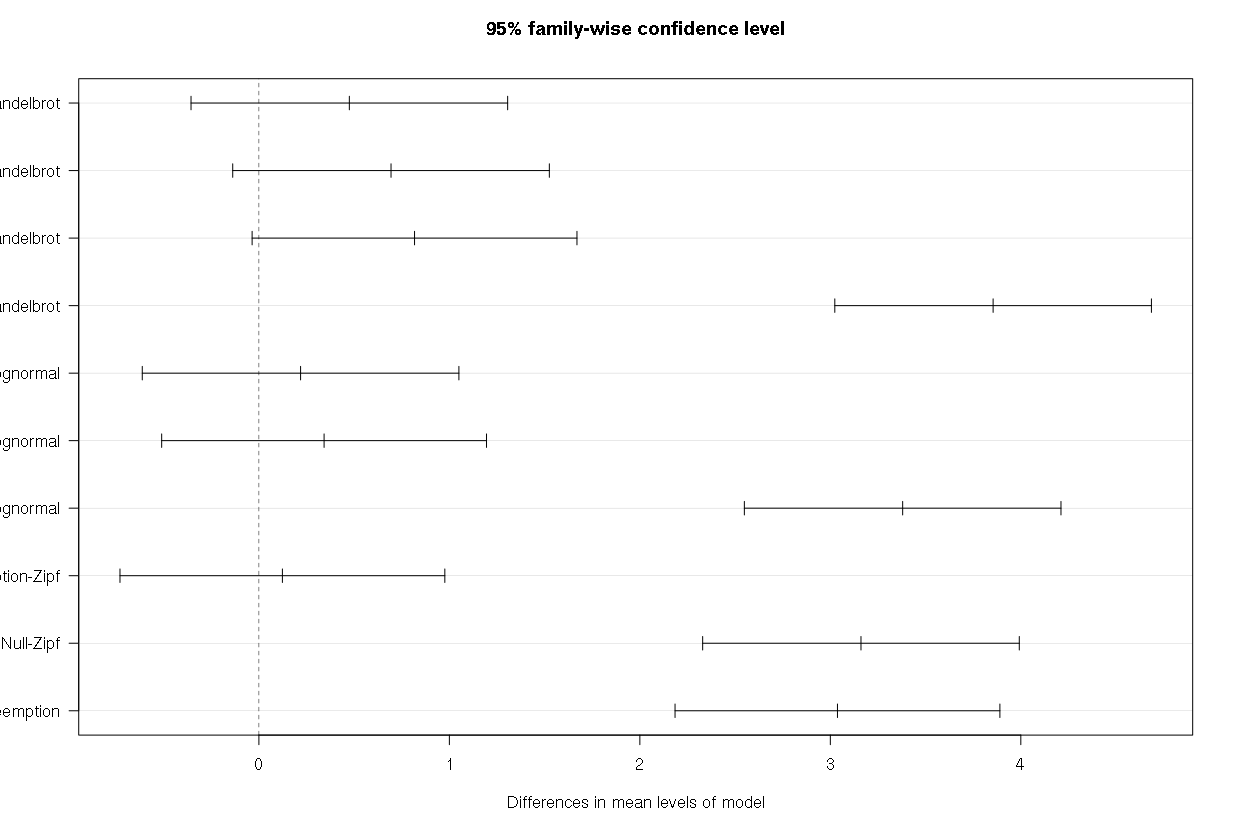 95% family-wise confidence level
andelbrot
andelbrot
andelbrot
andelbrot
ognormal
ognormal
ognormal
otion-Zipf
Null-Zipf
eemption
0 1 2 3 4
Differences in mean levels of model